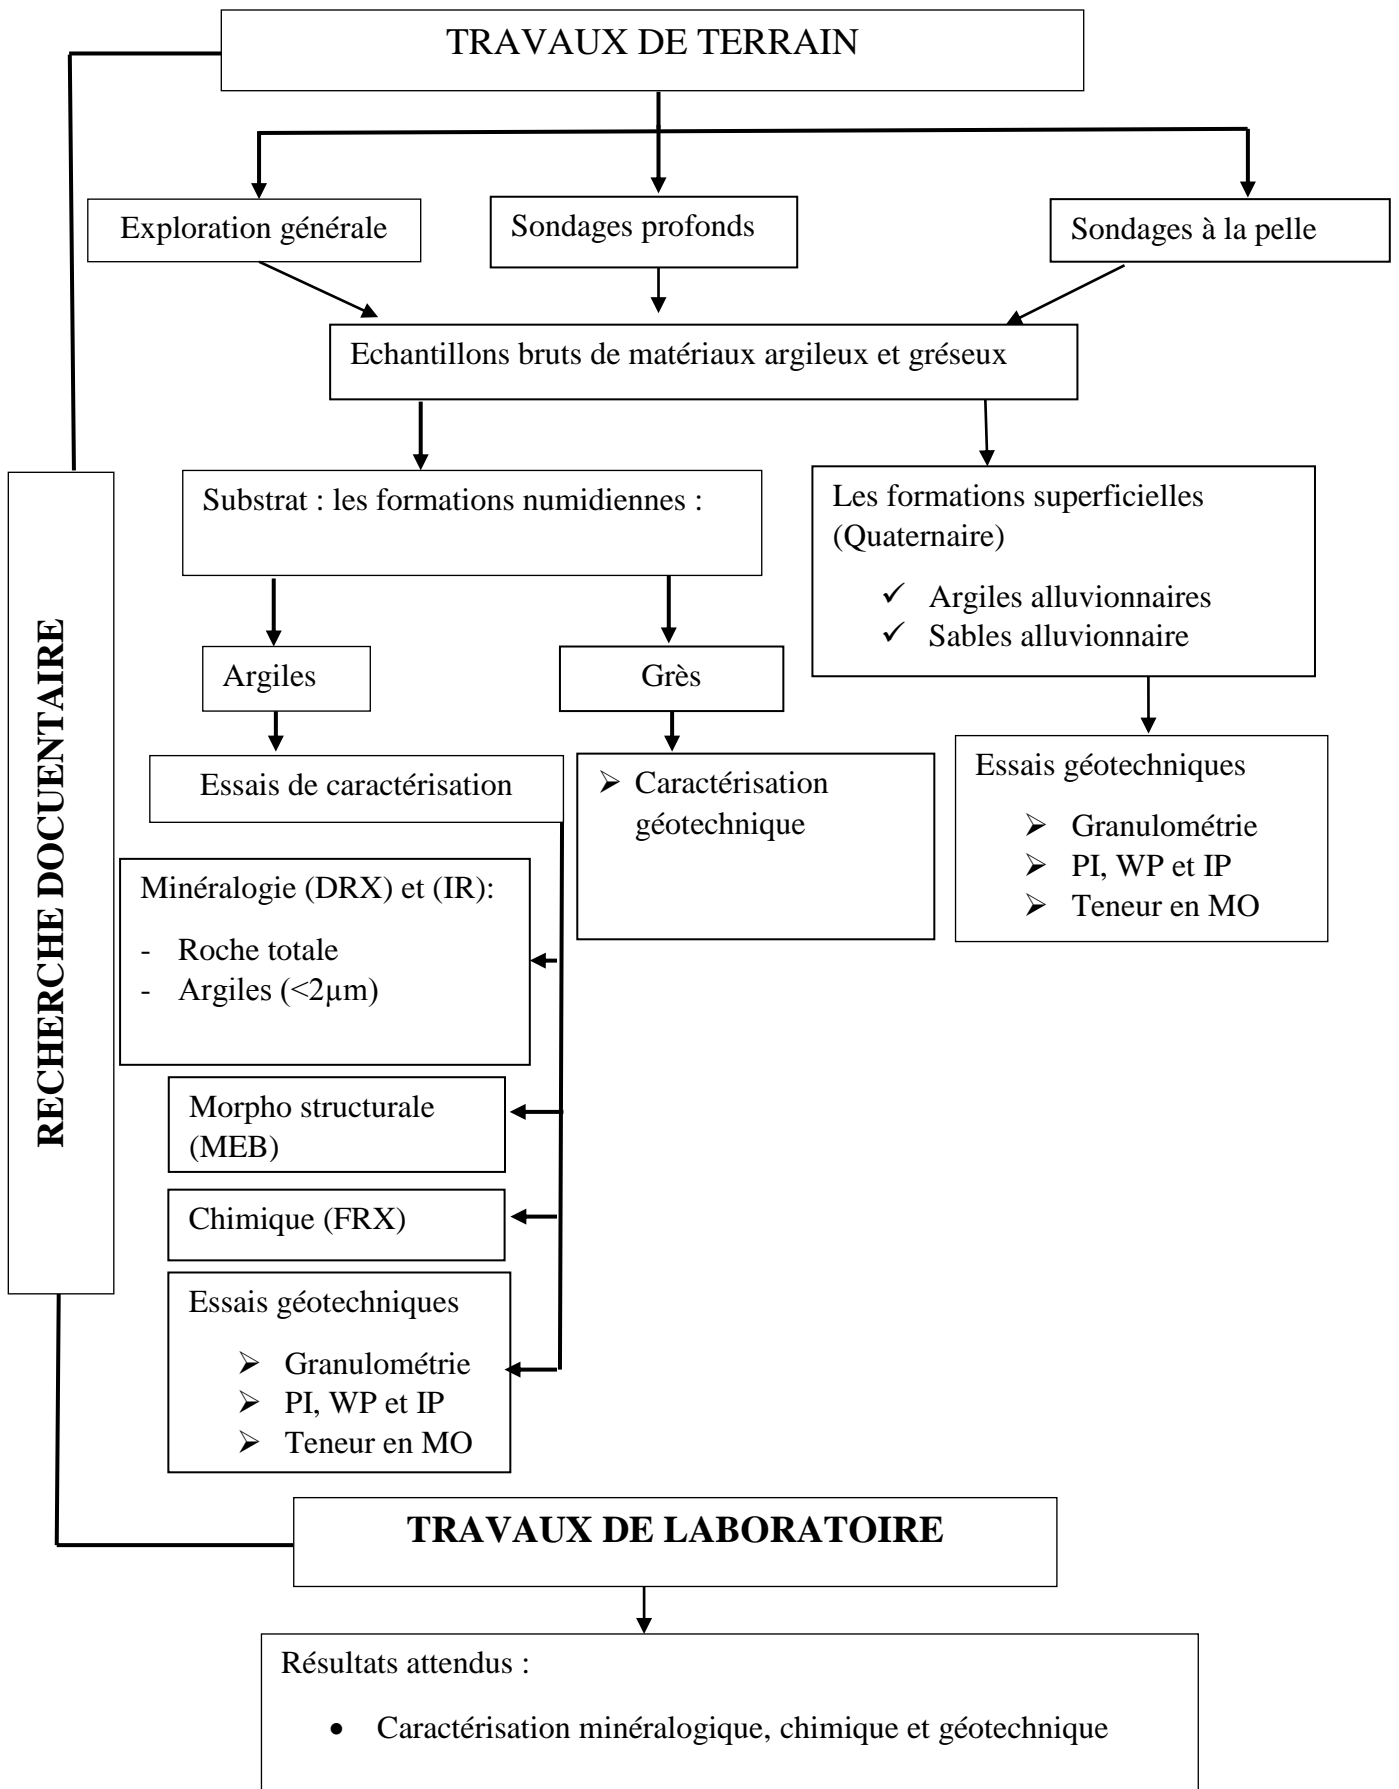 TRAVAUX DE TERRAIN
Exploration générale
Sondages profonds
Sondages à la pelle
Echantillons bruts de matériaux argileux et gréseux
Substrat : les formations numidiennes :
Les formations superficielles
(Quaternaire)
✓ Argiles alluvionnaires
✓ Sables alluvionnaire
RECHERCHE DOCUENTAIRE
Argiles
Grès
Essais de caractérisation
➢ Caractérisation
géotechnique
Essais géotechniques
➢ Granulométrie
➢ PI, WP et IP
➢ Teneur en MO
Minéralogie (DRX) et (IR):
- Roche totale
- Argiles (<2µm)
Morpho structurale
(MEB)
Chimique (FRX)
Essais géotechniques
➢ Granulométrie
➢ PI, WP et IP
➢ Teneur en MO
TRAVAUX DE LABORATOIRE
Résultats attendus :
• Caractérisation minéralogique, chimique et géotechnique